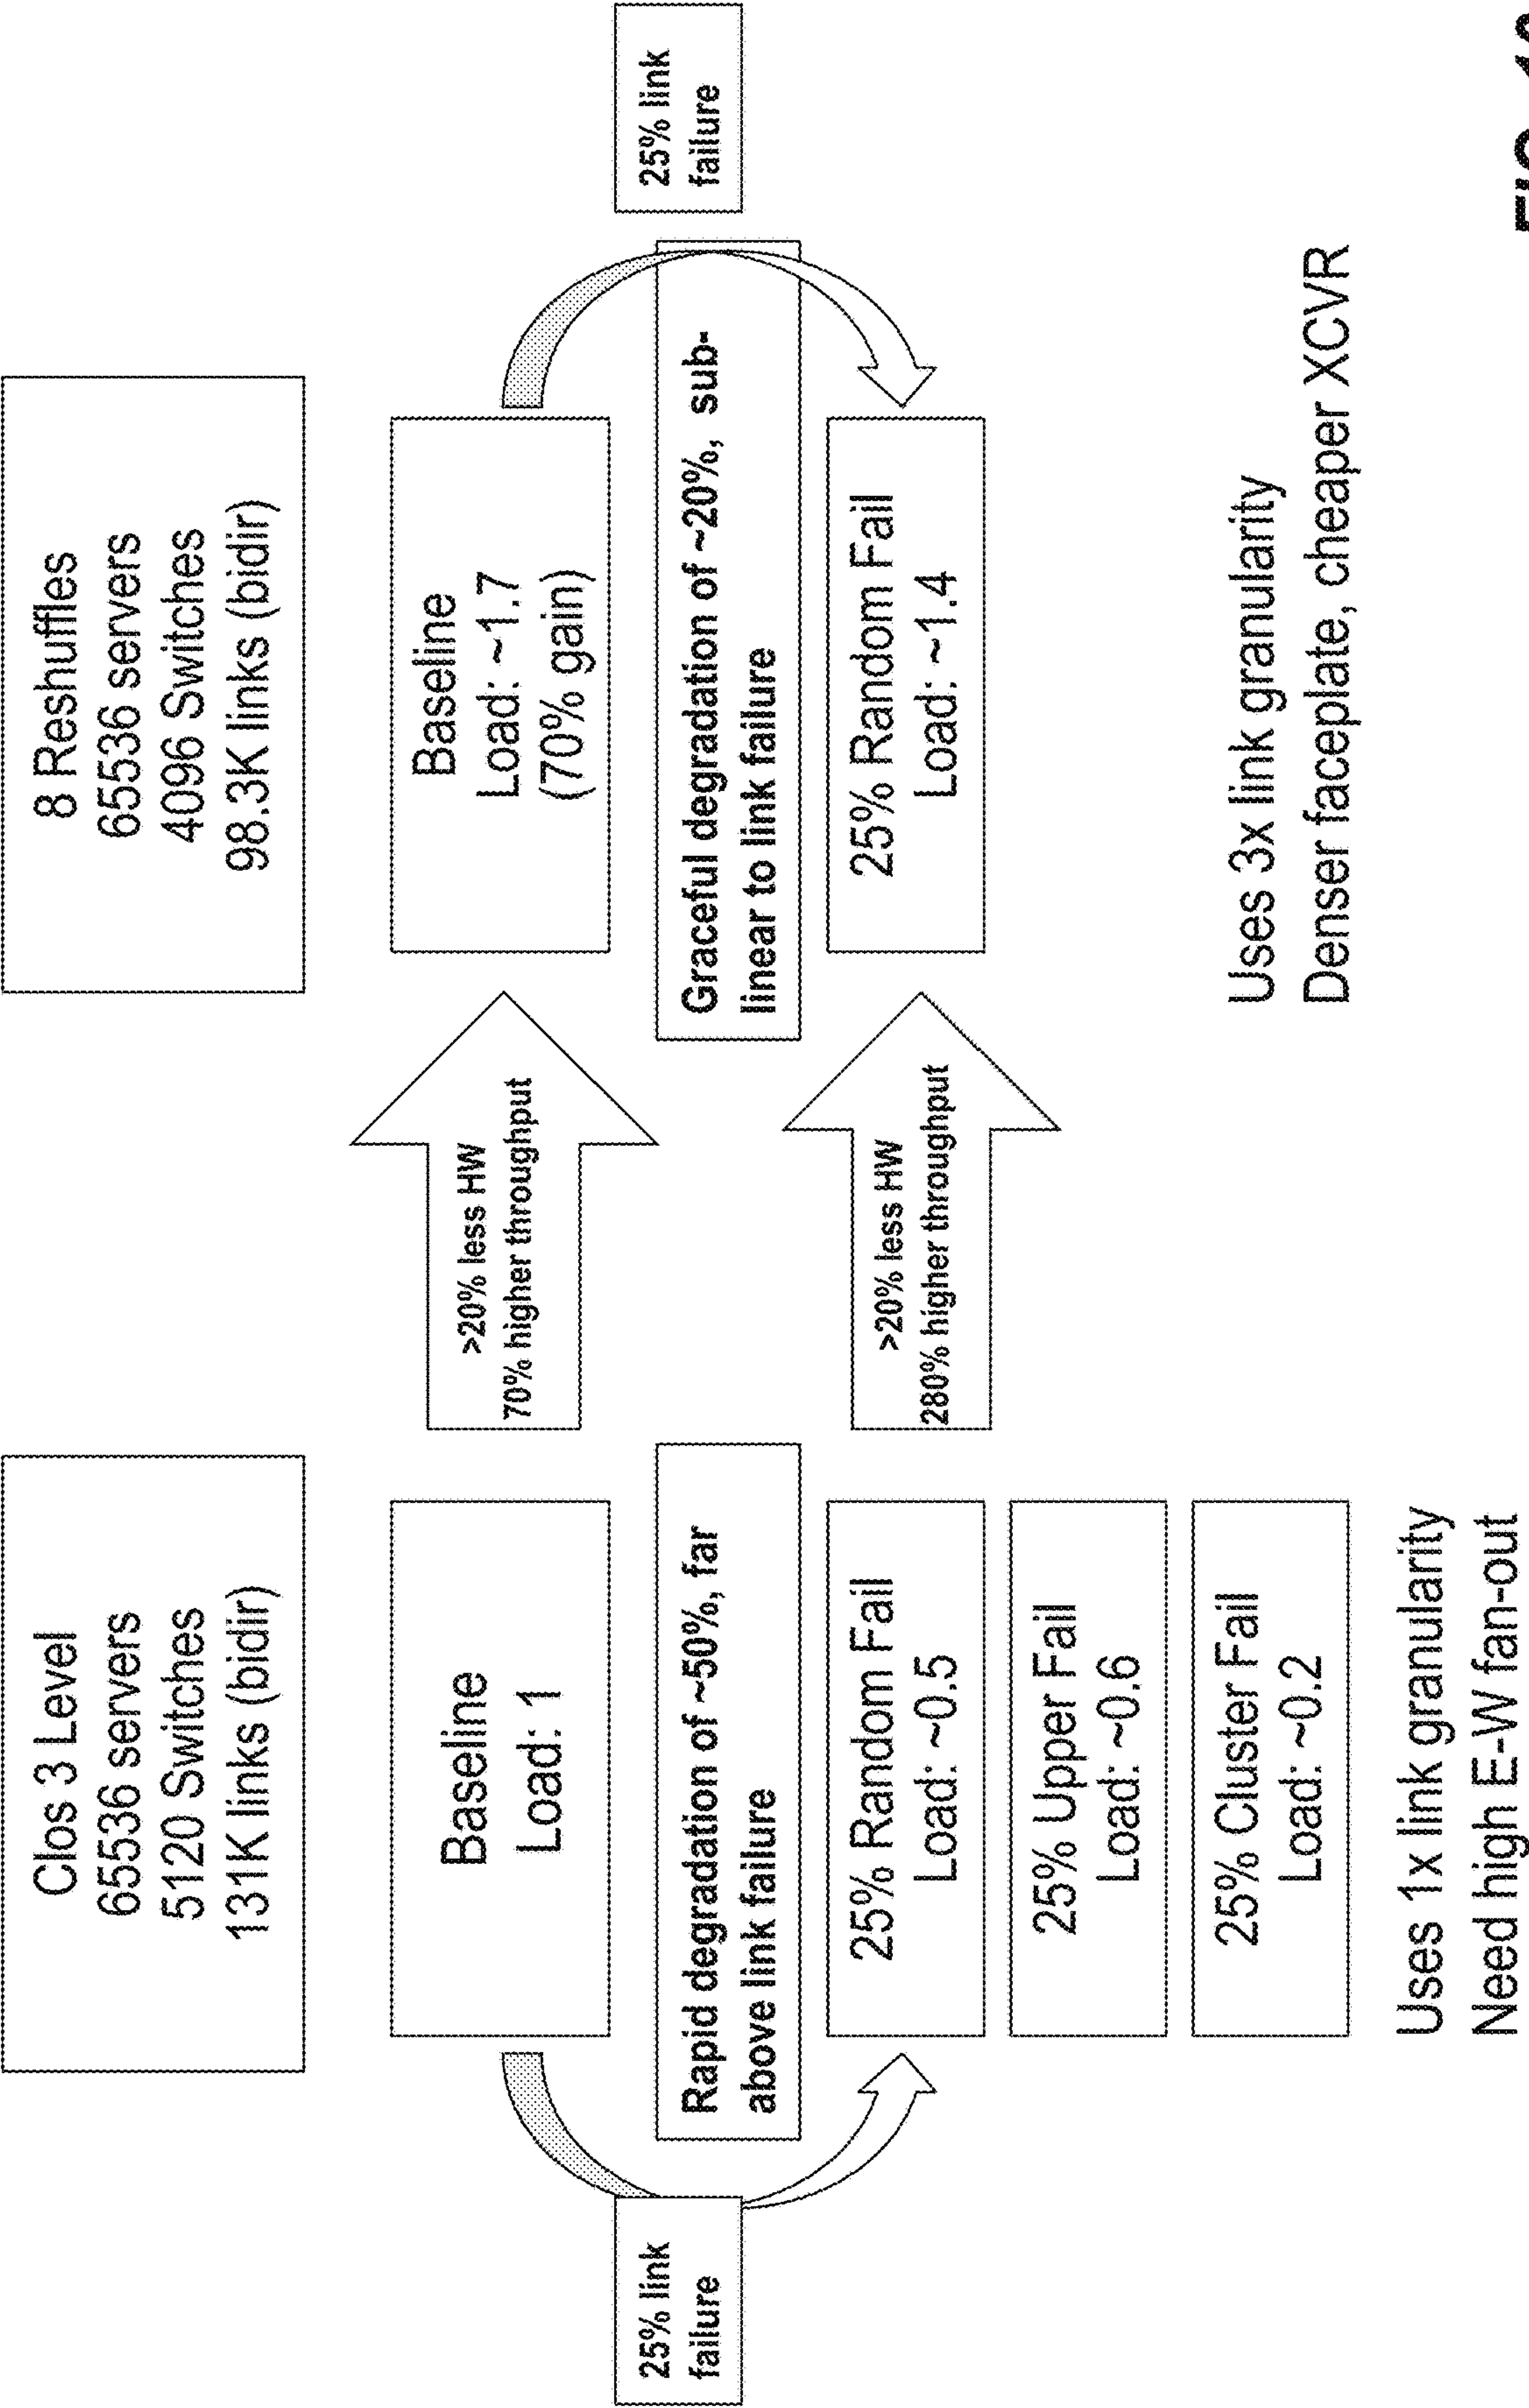 Clos 3 Level
65536 servers
5120 Switches
131K links (bidir)
8 Reshuffles
65536 servers
4096 Switches
98.3K links (bidir)
Baseline
Load: 1
>20% less HW
70% higher throughput
Baseline
Load: ~1.7
(70% gain)
25% link
failure
Rapid degradation of ~50%, far
above link failure
Graceful degradation of ~20%, sub-
linear to link failure
25% link
failure
25% Random Fail
Load: ~0.5
>20% less HW
280% higher throughput
25% Random Fail
Load: ~1.4
25% Upper Fail
Load: ~0.6
25% Cluster Fail
Load: ~0.2
Uses 1x link granularity
Need high E-W fan-out
Uses 3x link granularity
Denser faceplate, cheaper XCVR